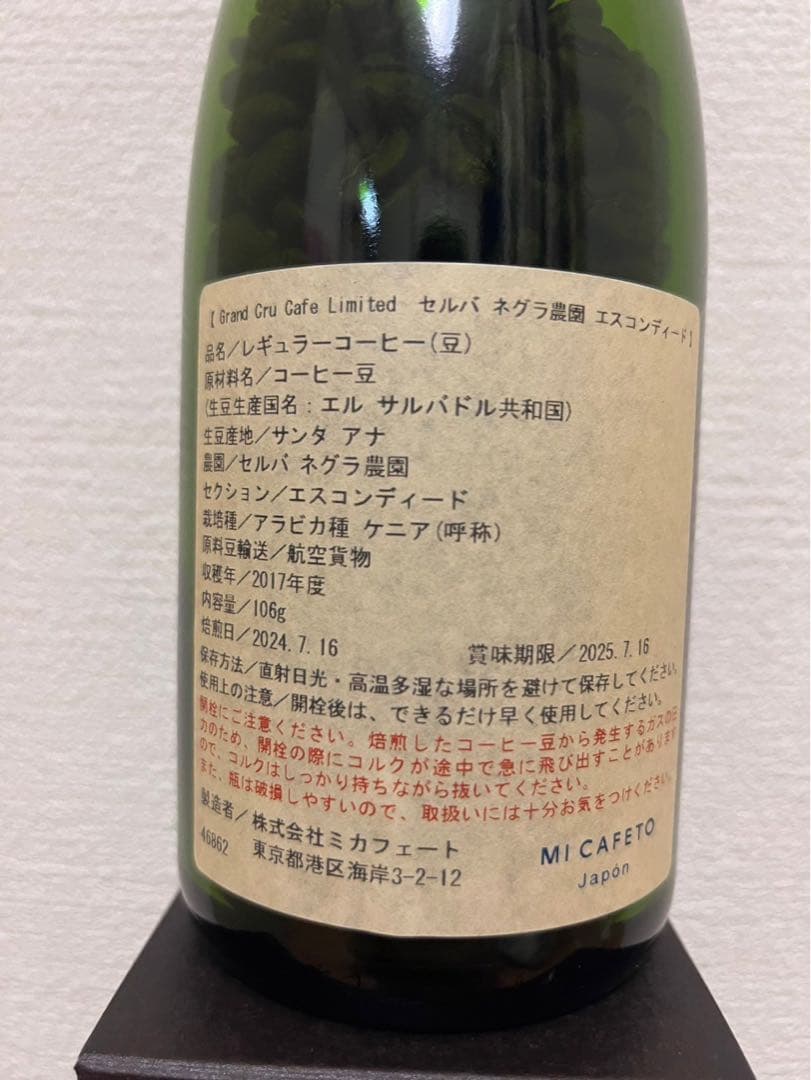 【 Grand Cru Cafe Limited　セルバ ネグラ農園 エスコンディード】
品名／レギュラーコーヒー(豆)
原材料名／コーヒー豆
(生豆生産国名：エル サルバドル共和国)
生豆産地／サンタ アナ
農園／セルバ ネグラ農園
セクション／エスコンディード
栽培種／アラビカ種 ケニア(呼称)
原料豆輸送／航空貨物
収穫年／2017年度
内容量／106g
焙煎日／2024.7.16　賞味期限／2025.7.16
保存方法／直射日光・高温多湿な場所を避けて保存してください。
使用上の注意／開栓後は、できるだけ早く使用してください。
開栓にご注意ください。焙煎したコーヒー豆から発生するガスの圧
力のため、開栓の際にコルクが途中で急に飛び出すことがあります
ので、コルクはしっかり持ちながら抜いてください。
また、瓶は破損しやすいので、取扱いには十分お気をつけください。
製造者／株式会社ミカフェート
46862　東京都港区海岸3-2-12
MI CAFETO
Japón